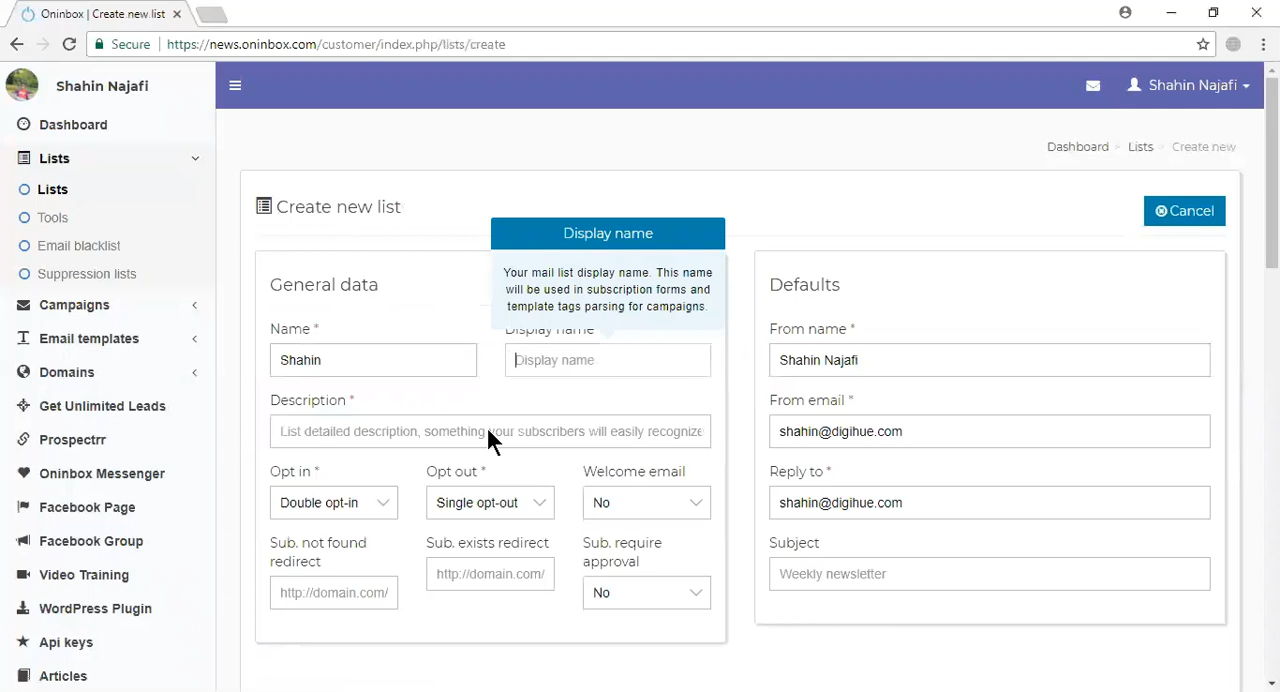 Oninbox | Create new list
Secure
https://news.oninbox.com/customer/index.php/lists/create
Shahin Najafi
Shahin Najafi
Dashboard
Lists
Lists
Tools
Email blacklist
Suppression lists
Campaigns
Email templates
Domains
Get Unlimited Leads
Prospectrr
Oninbox Messenger
Facebook Page
Facebook Group
Video Training
WordPress Plugin
Api keys
Articles
Dashboard > Lists > Create new
Create new list
Cancel
Display name
Your mail list display name. This name
will be used in subscription forms and
template tags parsing for campaigns.
General data
Name *
Display name
Shahin
Display name
Description *
List detailed description, something your subscribers will easily recognize
Opt in *
Opt out *
Welcome email
Double opt-in
Single opt-out
No
Sub. not found
redirect
Sub. exists redirect
Sub. require
approval
http://domain.com/
http://domain.com/
No
Defaults
From name *
Shahin Najafi
From email *
shahin@digihue.com
Reply to *
shahin@digihue.com
Subject
Weekly newsletter